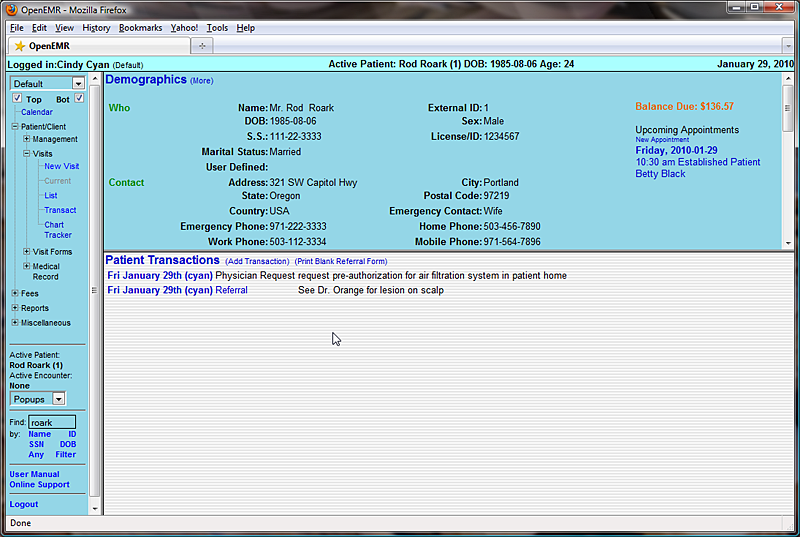 OpenEMR - Mozilla Firefox
File Edit View History Bookmarks Yahoo! Tools Help
OpenEMR
Logged in:Cindy Cyan (Default) Active Patient: Rod Roark (1) DOB: 1985-08-06 Age: 24 January 29, 2010
Default
Top Bot
Calendar
Patient/Client
Management
Visits
New Visit
Current
List
Transact
Chart
Tracker
Visit Forms
Medical
Record
Fees
Reports
Miscellaneous
Active Patient:
Rod Roark (1)
Active Encounter:
None
Popups
Find: roark
by: Name ID
SSN DOB
Any Filter
User Manual
Online Support
Logout
Demographics (More)
Who Name: Mr. Rod Roark External ID: 1
DOB: 1985-08-06 Sex: Male
S.S.: 111-22-3333 License/ID: 1234567
Marital Status: Married
User Defined:
Contact Address: 321 SW Capitol Hwy City: Portland
State: Oregon Postal Code: 97219
Country: USA Emergency Contact: Wife
Emergency Phone: 971-222-3333 Home Phone: 503-456-7890
Work Phone: 503-112-3334 Mobile Phone: 971-564-7896
Balance Due: $136.57
Upcoming Appointments
New Appointment
Friday, 2010-01-29
10:30 am Established Patient
Betty Black
Patient Transactions (Add Transaction) (Print Blank Referral Form)
Fri January 29th (cyan) Physician Request request pre-authorization for air filtration system in patient home
Fri January 29th (cyan) Referral See Dr. Orange for lesion on scalp
Done